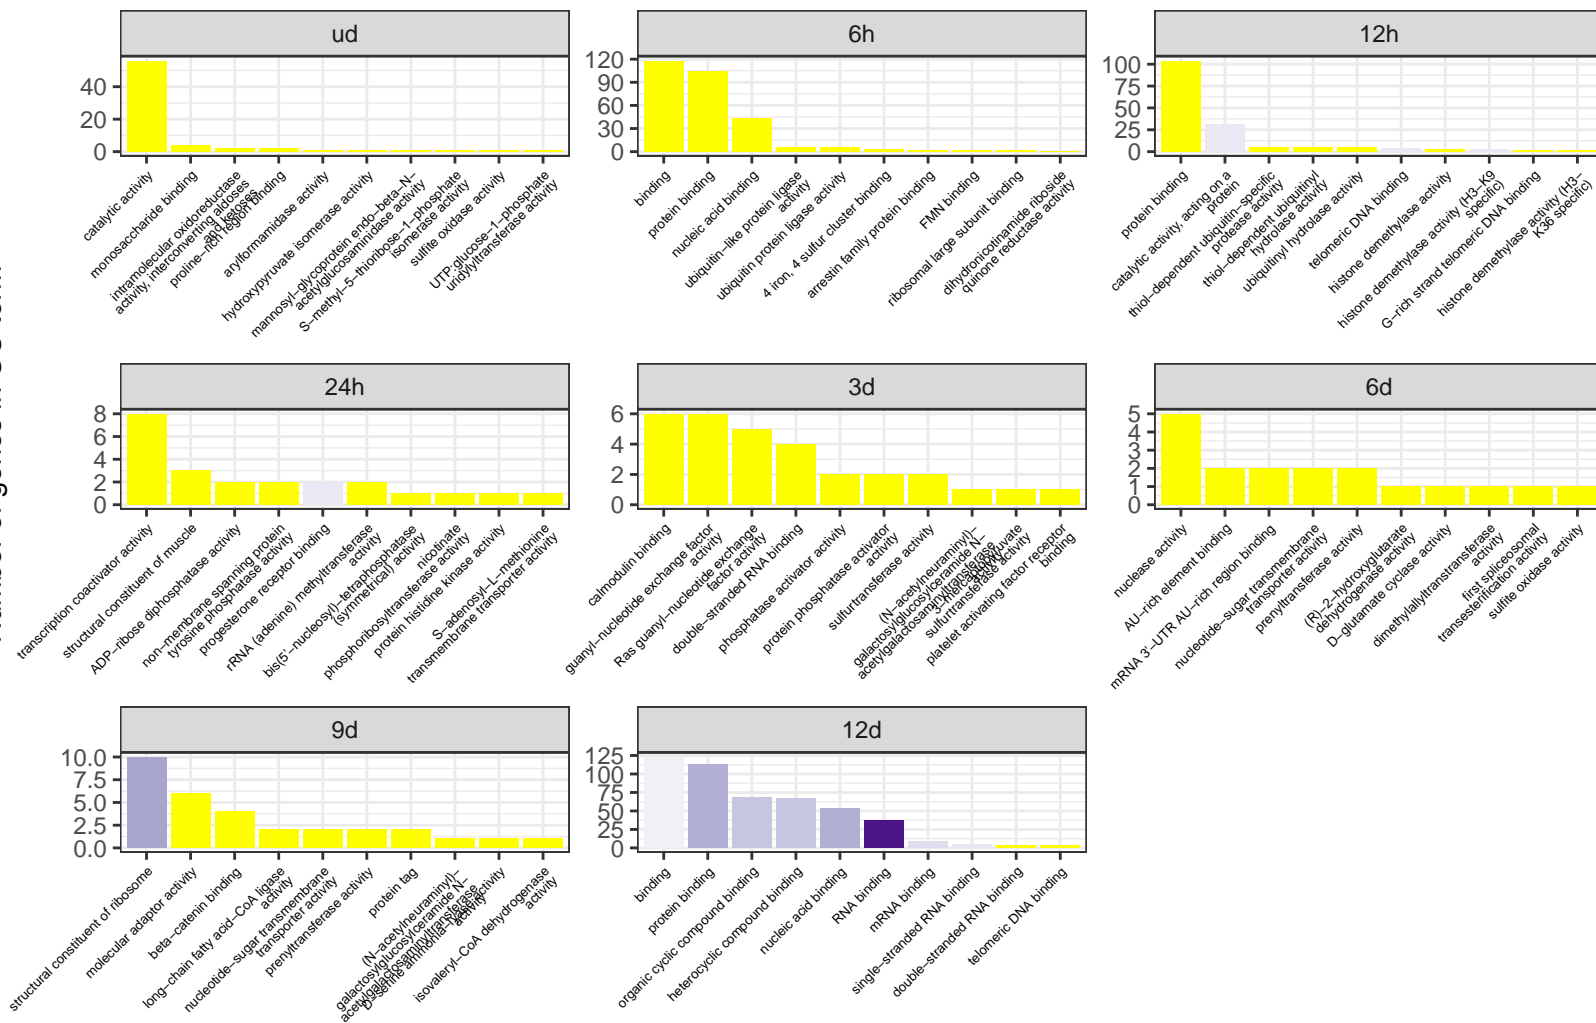 ud
6h
12h
40
20
0
120
90
60
30
0
100
75
50
25
0
catalytic activity
monosaccharide binding
intramolecular oxidoreductase
activity, interconverting aldoses
and ketoses
proline−rich region binding
arylformamidase activity
hydroxypyruvate isomerase activity
mannosyl−glycoprotein endo−beta−N−
acetylglucosaminidase activity
S−methyl−5−thioribose−1−phosphate
isomerase activity
sulfite oxidase activity
UTP:glucose−1−phosphate
uridylyltransferase activity
binding
protein binding
nucleic acid binding
ubiquitin−like protein ligase
activity
ubiquitin protein ligase activity
4 iron, 4 sulfur cluster binding
arrestin family protein binding
FMN binding
ribosomal large subunit binding
dihydronicotinamide riboside
quinone reductase activity
protein binding
catalytic activity, acting on a
protein
thiol−dependent ubiquitin−specific
protease activity
thiol−dependent ubiquitinyl
hydrolase activity
ubiquitinyl hydrolase activity
telomeric DNA binding
histone demethylase activity
histone demethylase activity (H3−K9
specific)
G−rich strand telomeric DNA binding
histone demethylase activity (H3−
K36 specific)
24h
3d
6d
8
6
4
2
0
6
4
2
0
5
4
3
2
1
0
transcription coactivator activity
structural constituent of muscle
ADP−ribose diphosphatase activity
non−membrane spanning protein
tyrosine phosphatase activity
progesterone receptor binding
rRNA (adenine) methyltransferase
activity
bis(5'−nucleosyl)−tetraphosphatase
(symmetrical) activity
nicotinate
phosphoribosyltransferase activity
protein histidine kinase activity
S−adenosyl−L−methionine
transmembrane transporter activity
calmodulin binding
guanyl−nucleotide exchange factor
activity
Ras guanyl−nucleotide exchange
factor activity
double−stranded RNA binding
phosphatase activator activity
protein phosphatase activator
activity
sulfurtransferase activity
(N−acetylneuraminyl)−
galactosylglucosylceramide N−
acetylgalactosaminyltransferase
activity
3−mercaptopyruvate
sulfurtransferase activity
platelet activating factor receptor
binding
nuclease activity
AU−rich element binding
mRNA 3'−UTR AU−rich region binding
nucleotide−sugar transmembrane
transporter activity
prenyltransferase activity
(R)−2−hydroxyglutarate
dehydrogenase activity
D−glutamate cyclase activity
dimethylallyltranstransferase
activity
first spliceosomal
transesterification activity
sulfite oxidase activity
9d
12d
10.0
7.5
5.0
2.5
0.0
125
100
75
50
25
0
structural constituent of ribosome
molecular adaptor activity
beta−catenin binding
long−chain fatty acid−CoA ligase
activity
nucleotide−sugar transmembrane
transporter activity
prenyltransferase activity
protein tag
(N−acetylneuraminyl)−
galactosylglucosylceramide N−
acetylgalactosaminyltransferase
activity
D−serine ammonia−lyase activity
isovaleryl−CoA dehydrogenase
activity
binding
protein binding
organic cyclic compound binding
heterocyclic compound binding
nucleic acid binding
RNA binding
mRNA binding
single−stranded RNA binding
double−stranded RNA binding
telomeric DNA binding